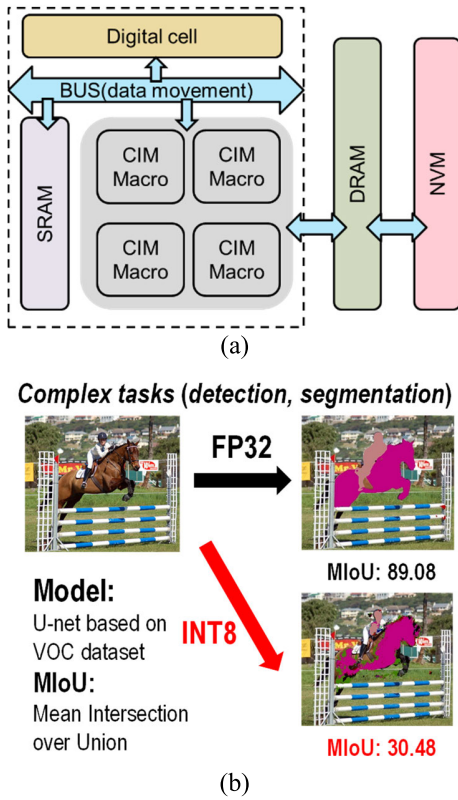 Digital cell
BUS(data movement)
SRAM
CIM
Macro
CIM
Macro
CIM
Macro
CIM
Macro
DRAM
NVM
(a)
Complex tasks (detection, segmentation)
FP32
MIoU: 89.08
Model:
U-net based on
VOC dataset
INT8
MIoU:
Mean Intersection
over Union
MIoU: 30.48
(b)